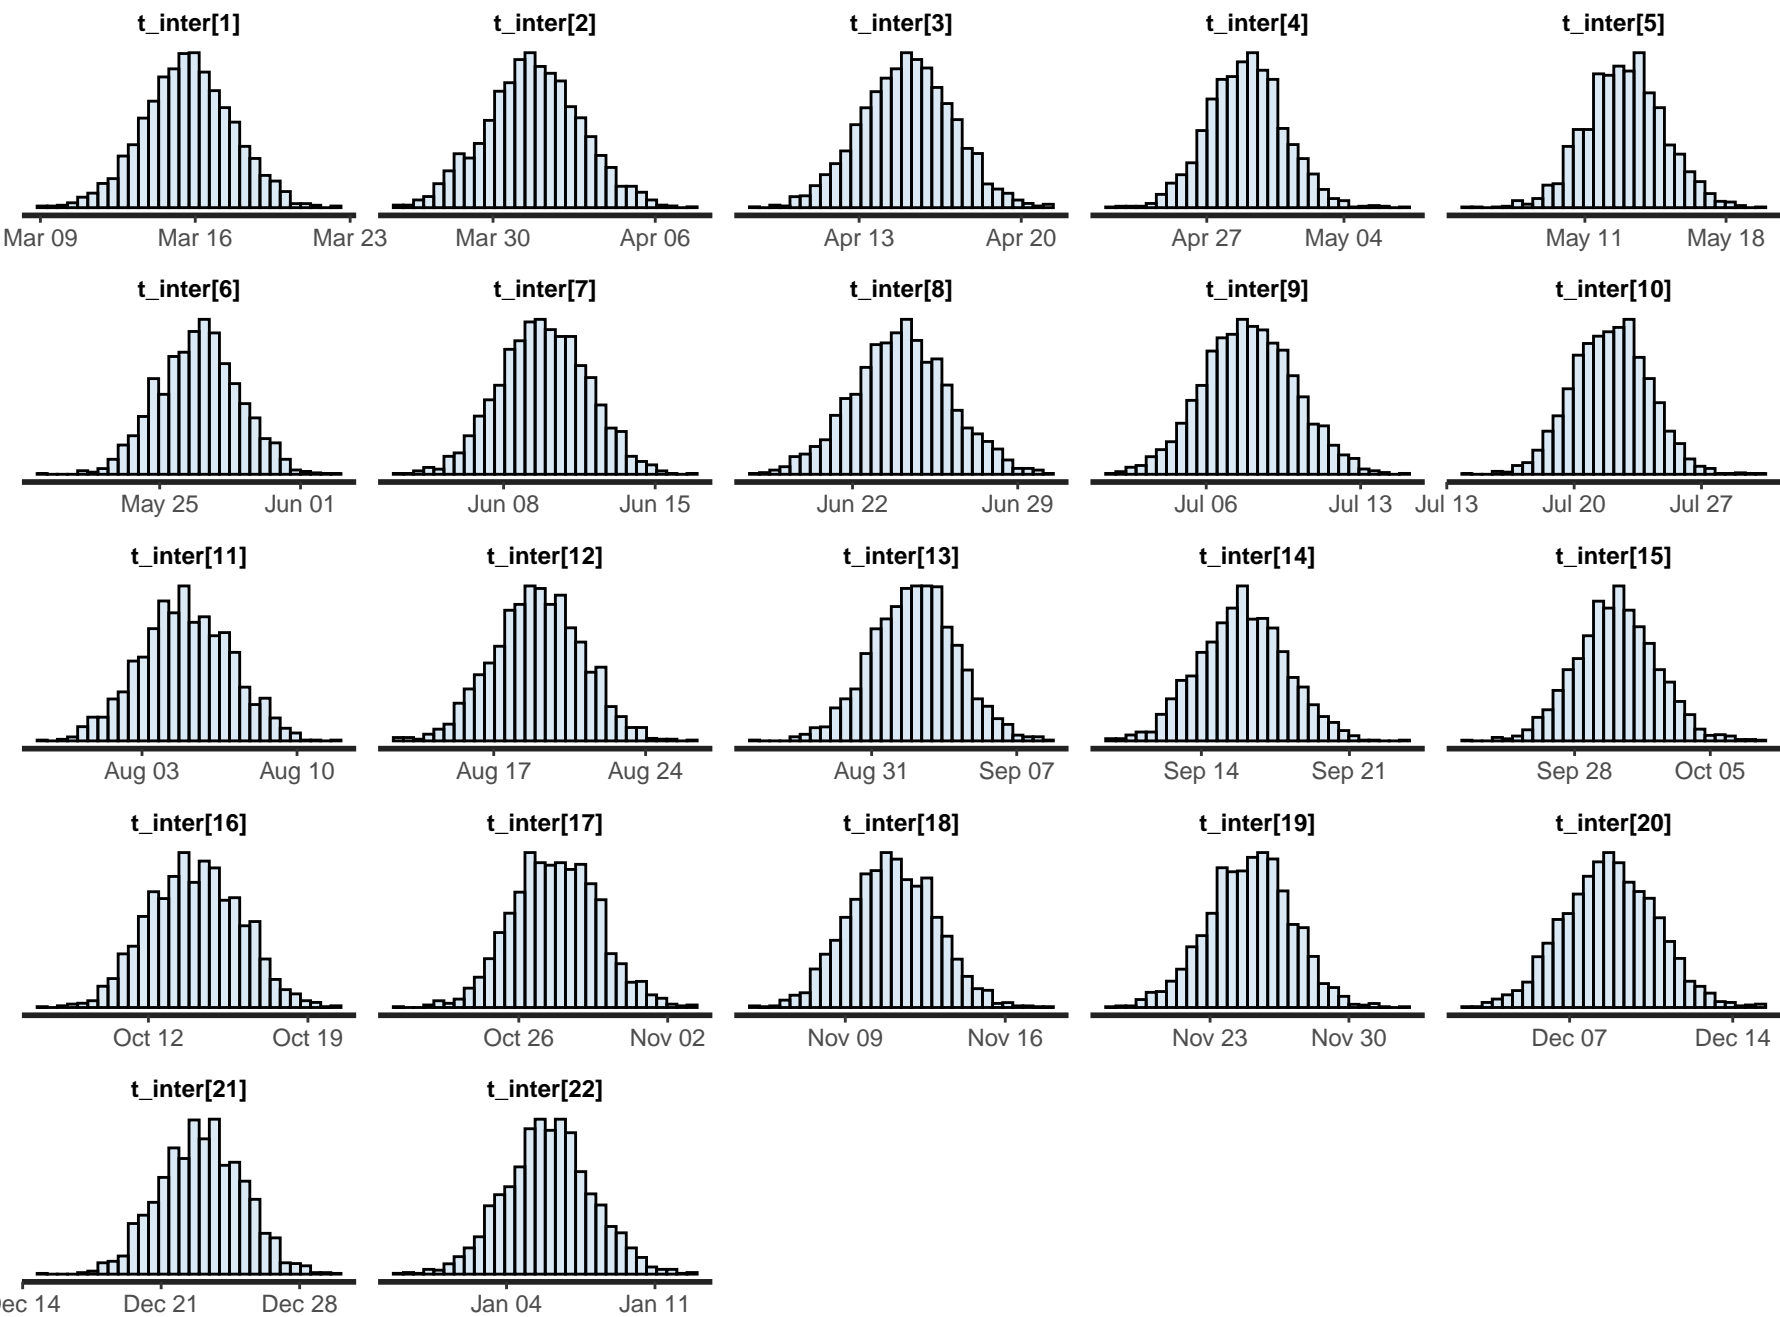 t_inter[1] t_inter[2] t_inter[3] t_inter[4] t_inter[5]
Mar 09 Mar 16 Mar 23 Mar 30 Apr 06 Apr 13 Apr 20 Apr 27 May 04 May 11 May 18
t_inter[6] t_inter[7] t_inter[8] t_inter[9] t_inter[10]
May 25 Jun 01 Jun 08 Jun 15 Jun 22 Jun 29 Jul 06 Jul 13 Jul 13 Jul 20 Jul 27
t_inter[11] t_inter[12] t_inter[13] t_inter[14] t_inter[15]
Aug 03 Aug 10 Aug 17 Aug 24 Aug 31 Sep 07 Sep 14 Sep 21 Sep 28 Oct 05
t_inter[16] t_inter[17] t_inter[18] t_inter[19] t_inter[20]
Oct 12 Oct 19 Oct 26 Nov 02 Nov 09 Nov 16 Nov 23 Nov 30 Dec 07 Dec 14
t_inter[21] t_inter[22]
ec 14 Dec 21 Dec 28 Jan 04 Jan 11